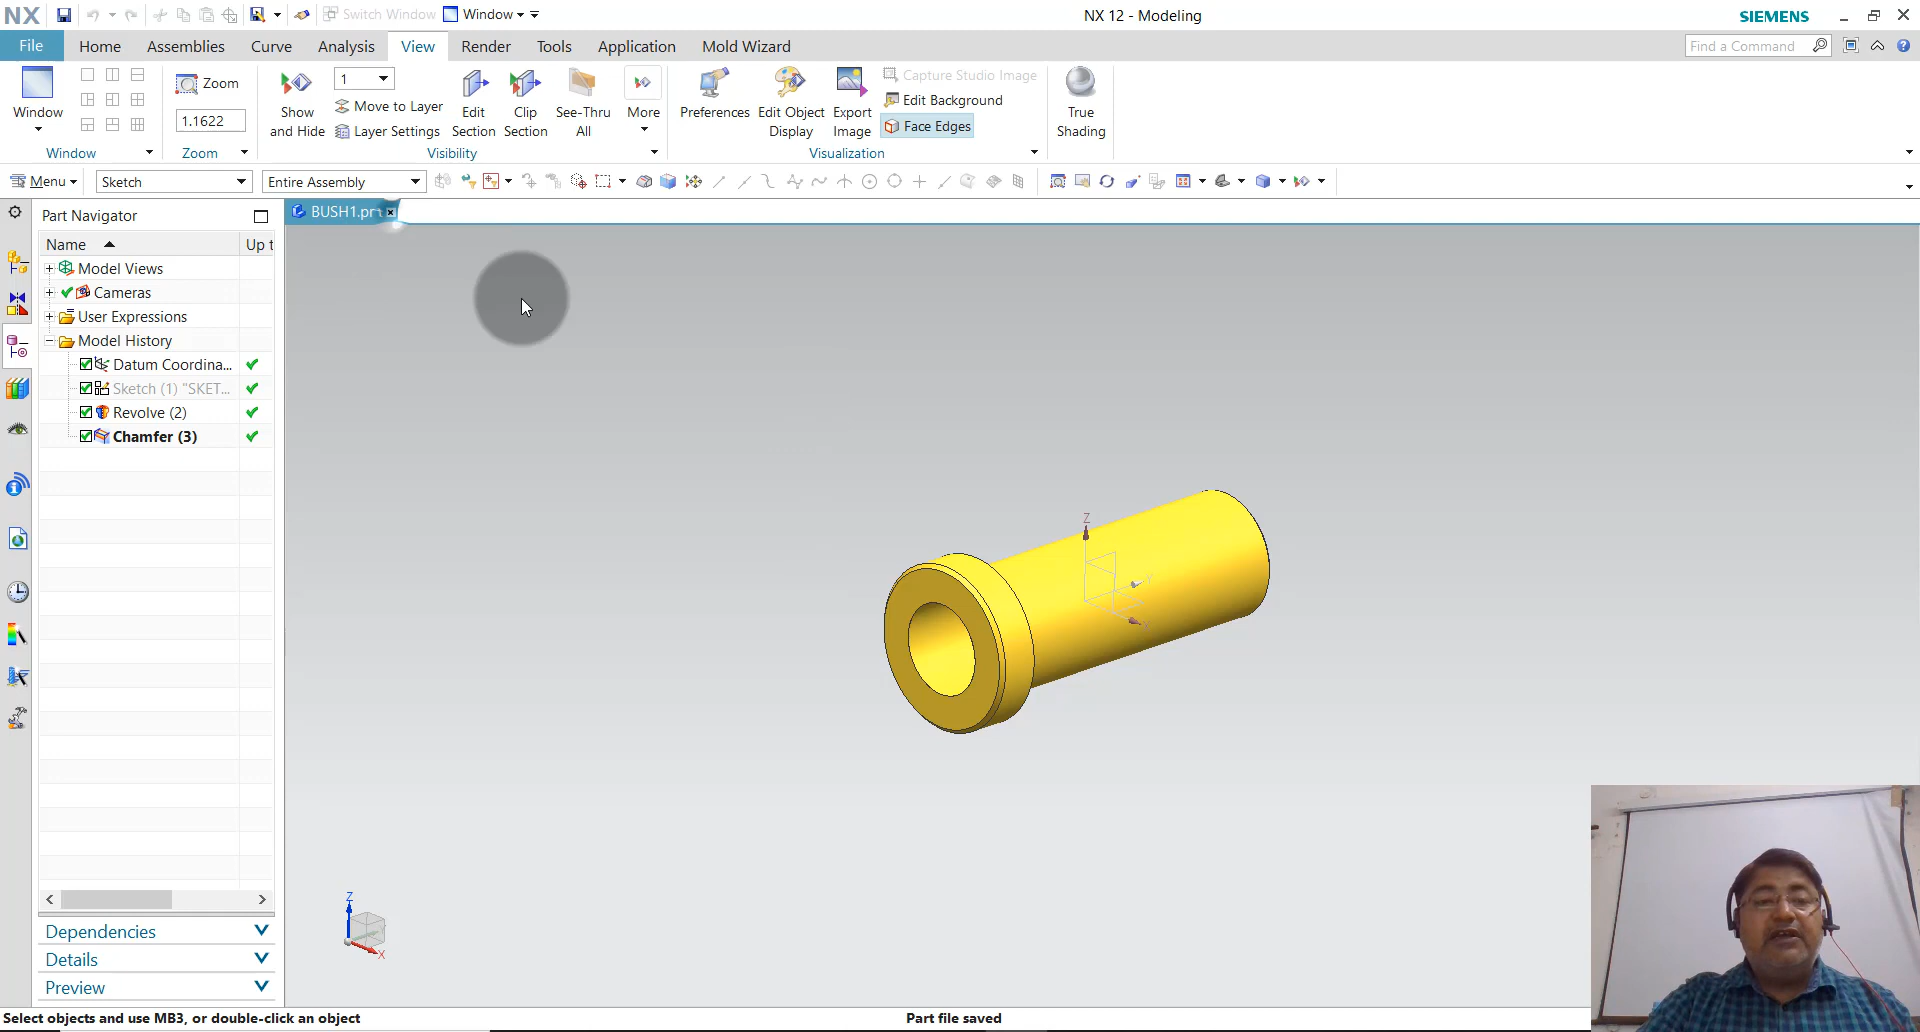 NX Switch Window Window NX 12 - Modeling SIEMENS
File Home Assemblies Curve Analysis View Render Tools Application Mold Wizard Find a Command
Window
Window
Zoom
1.1622
Zoom
Show
and Hide
1
Move to Layer
Layer Settings
Edit
Section
Clip
Section
See-Thru
All
More
Visibility
Preferences
Edit Object
Display
Export
Image
Capture Studio Image
Edit Background
Face Edges
Visualization
True
Shading
Menu Sketch Entire Assembly
Part Navigator
BUSH1.prt
Name Up t
Model Views
Cameras
User Expressions
Model History
Datum Coordina...
Sketch (1) "SKET...
Revolve (2)
Chamfer (3)
Dependencies
Details
Preview
Z
Z
X
Select objects and use MB3, or double-click an object Part file saved